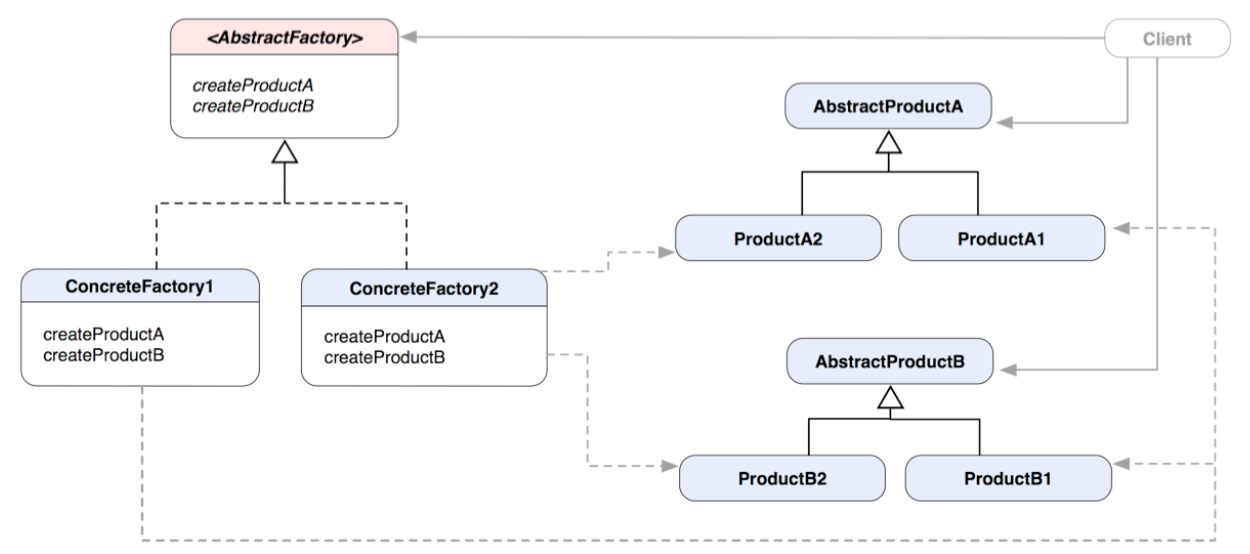 <AbstractFactory>
createProductA
createProductB
Client
AbstractProductA
ProductA2
ProductA1
ConcreteFactory1
createProductA
createProductB
ConcreteFactory2
createProductA
createProductB
AbstractProductB
ProductB2
ProductB1